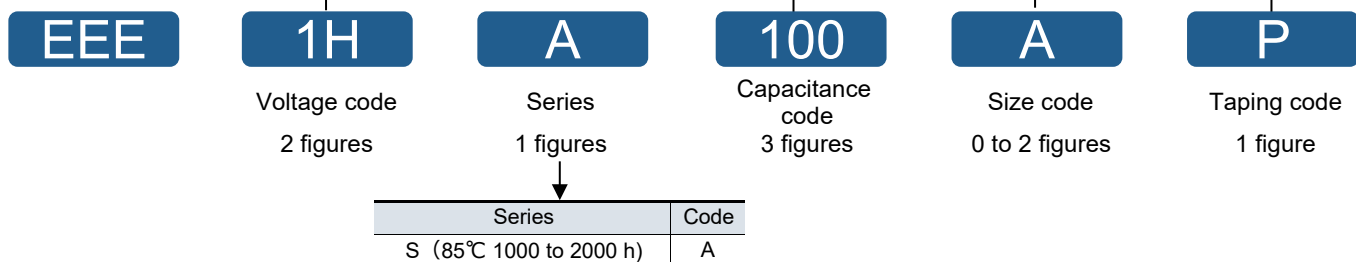 EEE 1H A 100 A P
Voltage code Series Capacitance code Size code Taping code
2 figures 1 figures 3 figures 0 to 2 figures 1 figure
Series Code
S（85℃ 1000 to 2000 h) A